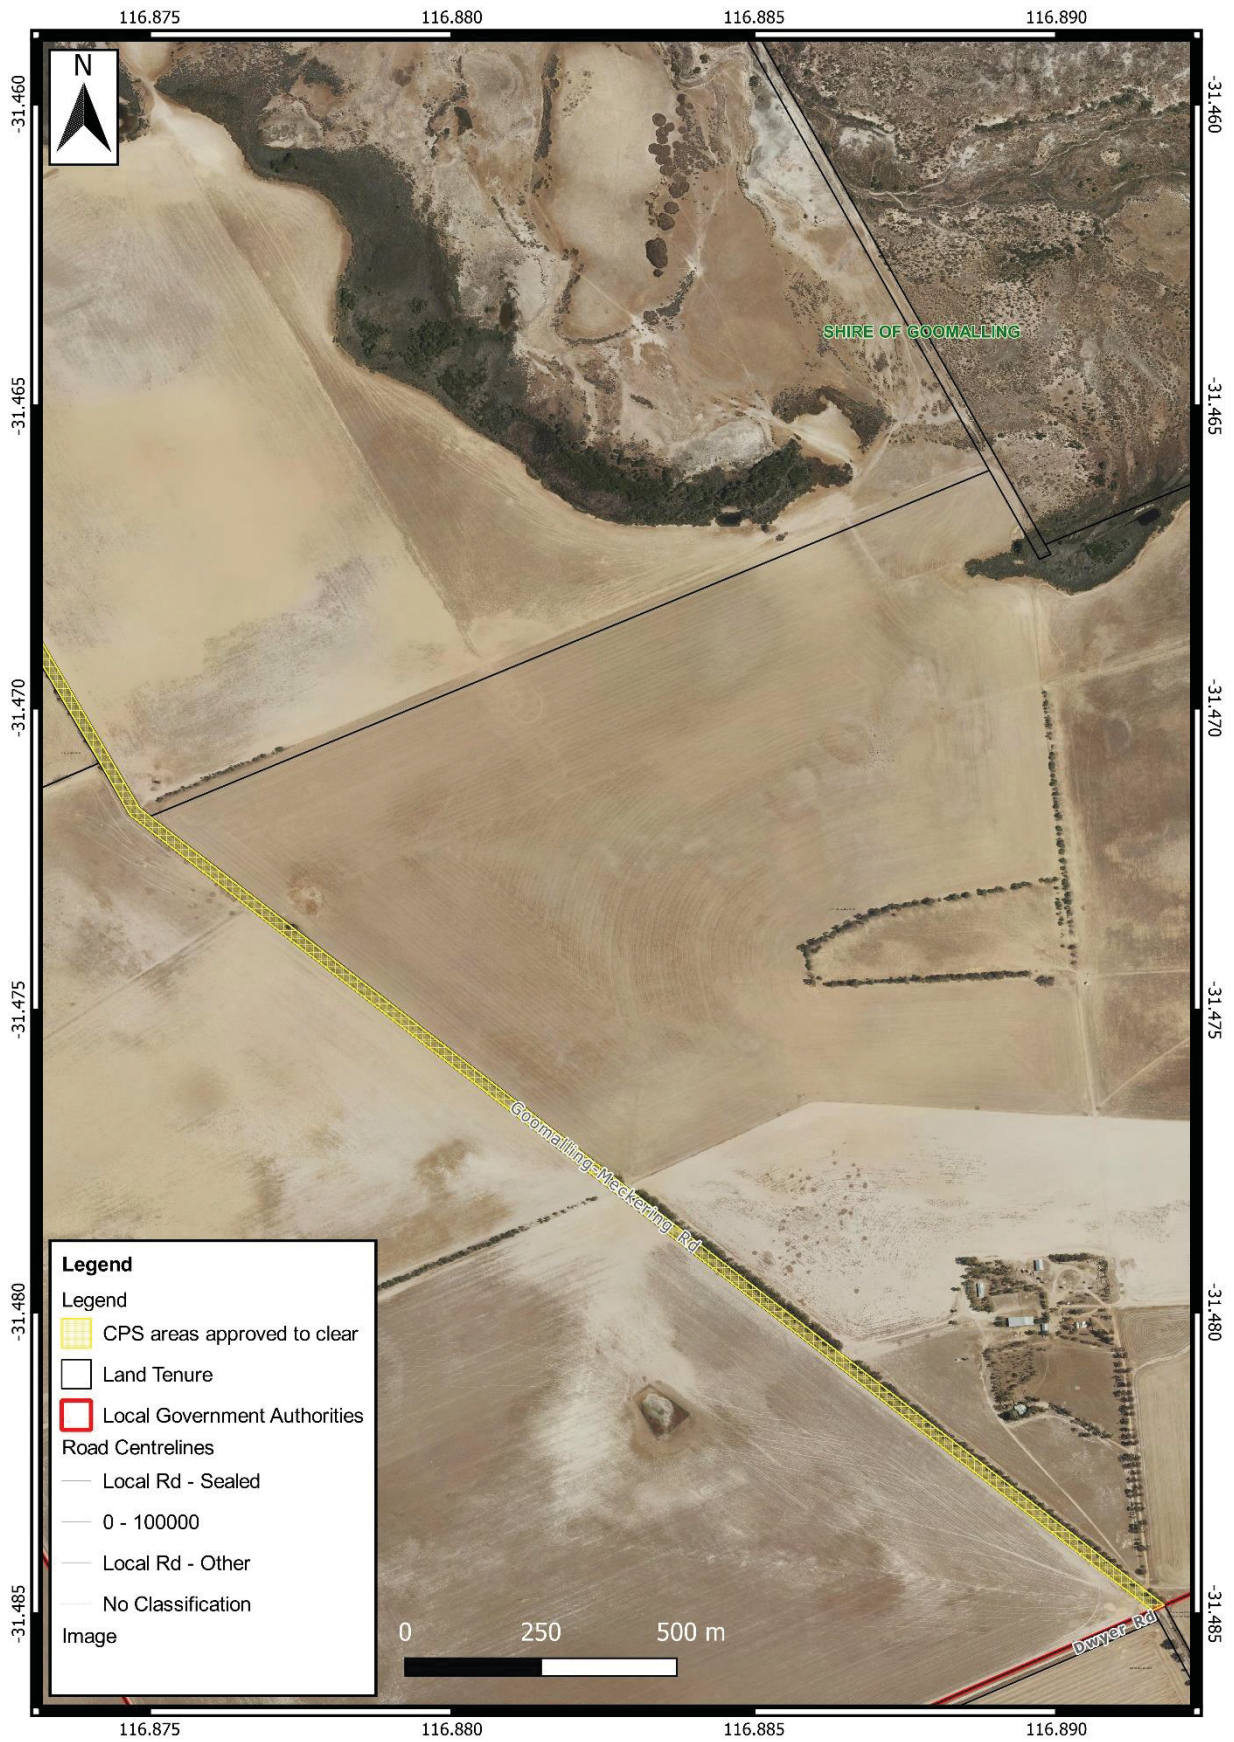 116.875 116.880 116.885 116.890
N
-31.460
-31.460
SHIRE OF GOOMALLING
-31.465
-31.465
-31.470
-31.470
-31.475
-31.475
Goomalling-Meckering Rd
-31.480
-31.480
Legend
Legend
CPS areas approved to clear
Land Tenure
Local Government Authorities
Road Centrelines
Local Rd - Sealed
0 - 100000
Local Rd - Other
No Classification
Image
0 250 500 m
Dwyer Rd
-31.485
-31.485
116.875 116.880 116.885 116.890